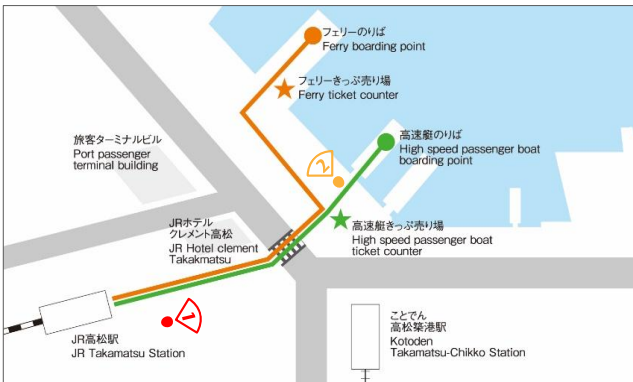 フェリーのりば
Ferry boarding point
フェリーきっぷ売り場
Ferry ticket counter
高速艇のりば
High speed passenger boat
boarding point
旅客ターミナルビル
Port passenger
terminal building
2
JRホテル
クレメント高松
JR Hotel clement
Takakmatsu
高速艇きっぷ売り場
High speed passenger boat
ticket counter
1
JR高松駅
JR Takamatsu Station
ことでん
高松築港駅
Kotoden
Takamatsu-Chikko Station